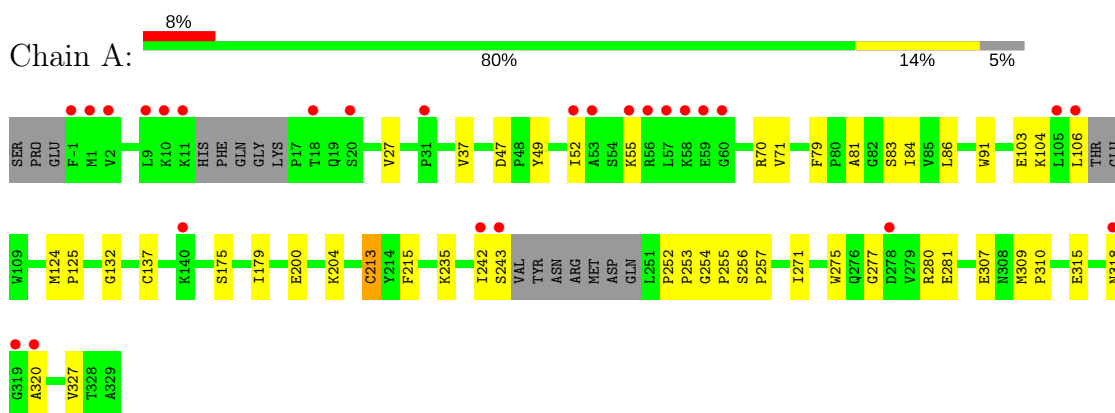 8%
Chain A:
80% 14% 5%
SER PRO GLU F-1 M1 V2 L9 K10 K11 HIS PHE GLN GLY LYS P17 T18 Q19 S20 V27 P31 V37 D47 P48 Y49 I52 A53 S54 K55 R56 L57 K58 E59 G60 R70 V71 F79 P80 A81 G82 S83 I84 V85 L86 W91 E103 K104 L105 L106 THR GLU
W109 M124 P125 G132 C137 K140 S175 I179 E200 K204 C213 Y214 F215 K235 I242 S243 VAL TYR ASN ARG MET ASP GLN L251 P252 P253 G254 P255 S256 P257 I271 W275 Q276 G277 D278 V279 R280 E281 E307 N308 M309 P310 E315 N318
G319 A320 V327 T328 A329